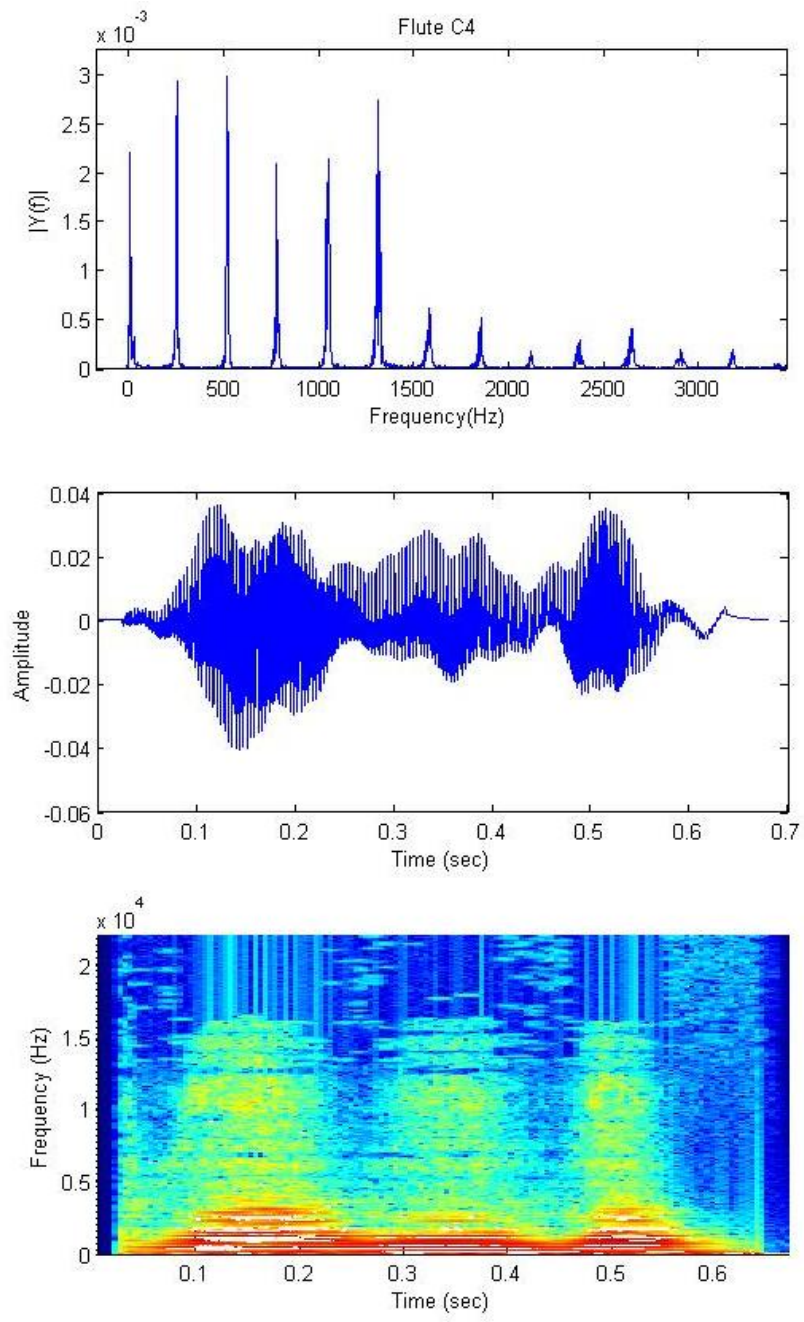 x 10^-3
Flute C4
3
2.5
2
1.5
1
0.5
0
|Y(f)|
0 500 1000 1500 2000 2500 3000
Frequency(Hz)
0.04
0.02
0
-0.02
-0.04
-0.06
Amplitude
0 0.1 0.2 0.3 0.4 0.5 0.6 0.7
Time (sec)
x 10^4
2
1.5
1
0.5
0
Frequency (Hz)
0.1 0.2 0.3 0.4 0.5 0.6
Time (sec)